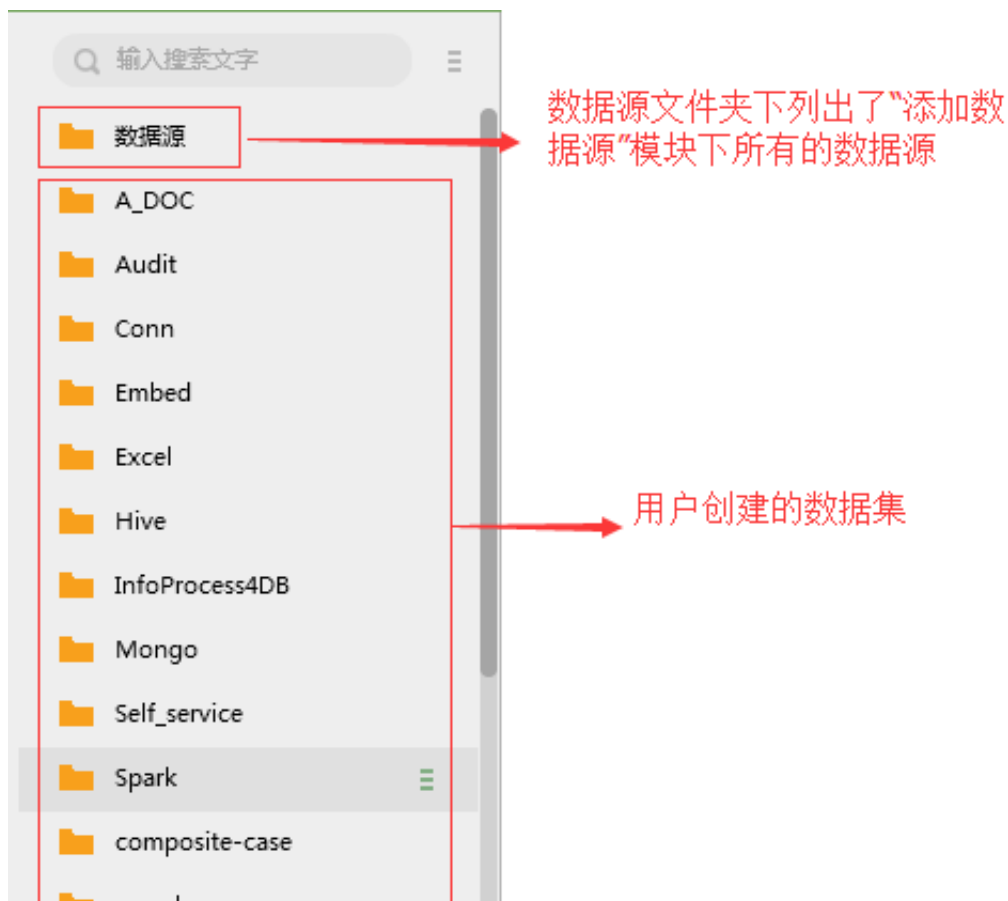 输入搜索文字
数据源
数据源文件夹下列出了“添加数
据源”模块下所有的数据源
A_DOC
Audit
Conn
Embed
Excel
Hive
用户创建的数据集
InfoProcess4DB
Mongo
Self_service
Spark
composite-case